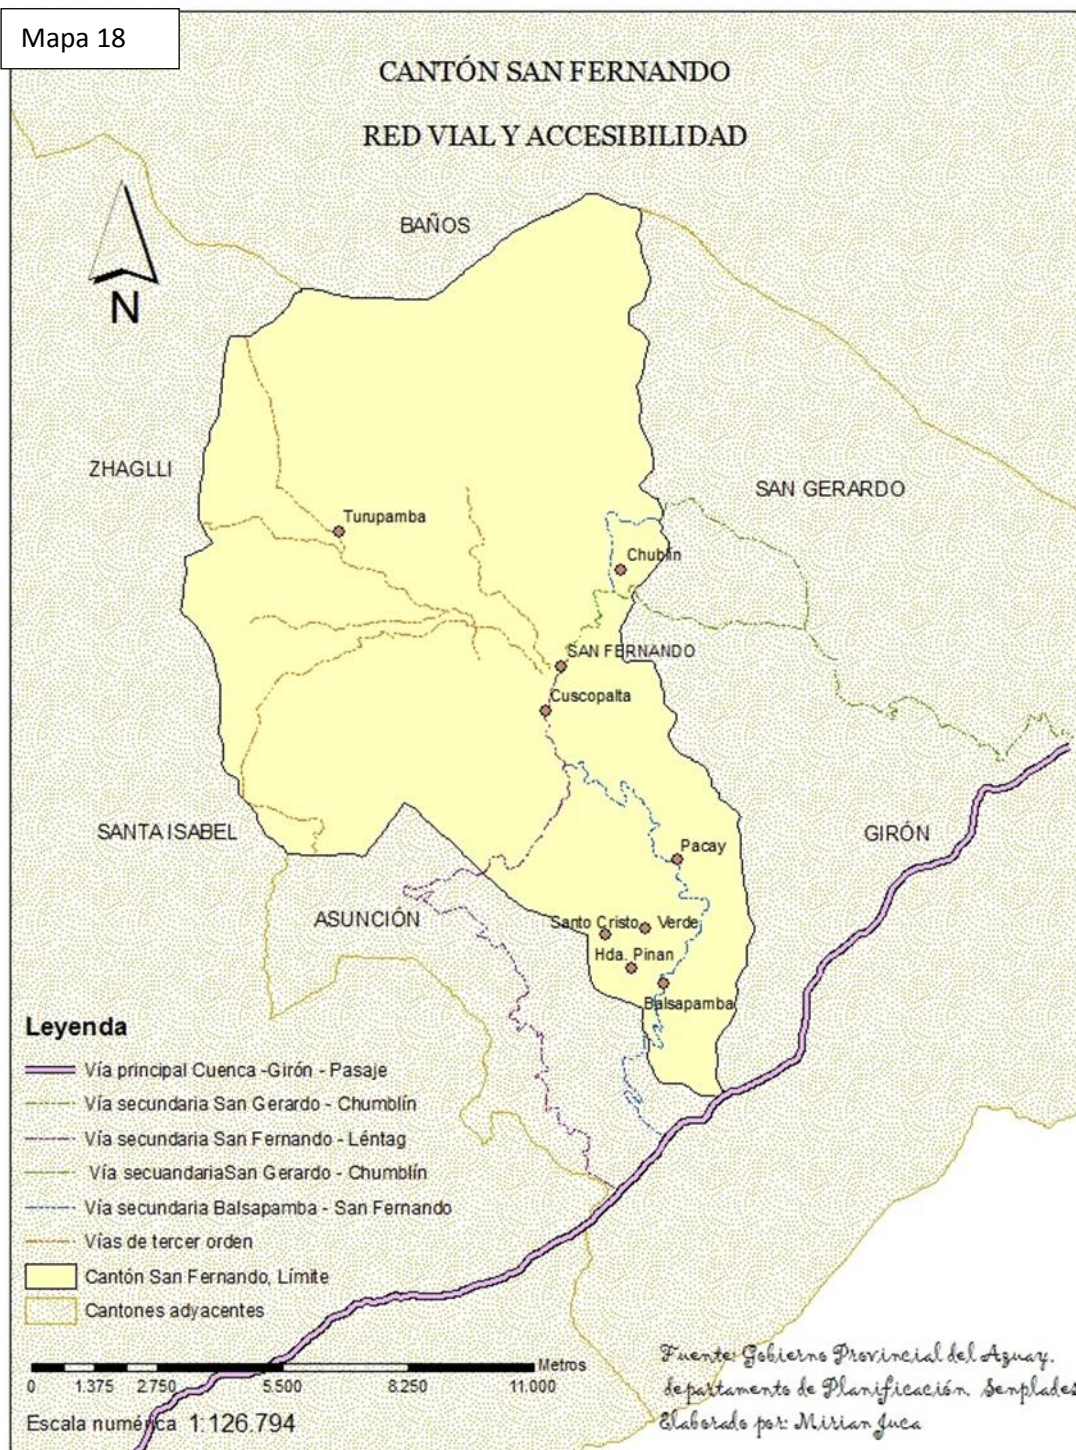 Mapa 18
CANTÓN SAN FERNANDO
RED VIAL Y ACCESIBILIDAD
BAÑOS
N
ZHAGLLI
SAN GERARDO
Turupamba
Chublín
SAN FERNANDO
Cuscopalta
SANTA ISABEL
GIRÓN
Pacay
ASUNCIÓN
Santo Cristo
Verde
Hda. Pinan
Balsapamba
Leyenda
Vía principal Cuenca -Girón - Pasaje
Vía secundaria San Gerardo - Chumblín
Vía secundaria San Fernando - Léntag
Vía secuandariaSan Gerardo - Chumblín
Vía secundaria Balsapamba - San Fernando
Vías de tercer orden
Cantón San Fernando, Límite
Cantones adyacentes
Metros
0 1.375 2.750 5.500 8.250 11.000
Escala numérica 1:126.794
Fuente: Gobierno Provincial del Azuay.
departamento de Planificación. Senplades
Elaborado por: Mirian Juca